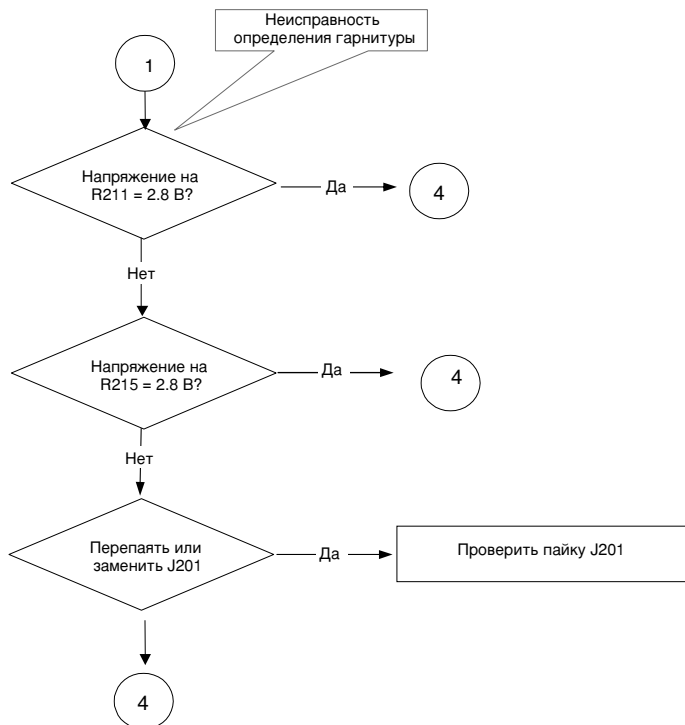 Неисправность
определения гарнитуры
1
Напряжение на
R211 = 2.8 В?
Да
4
Нет
Напряжение на
R215 = 2.8 В?
Да
4
Нет
Перепаять или
заменить J201
Да
Проверить пайку J201
4